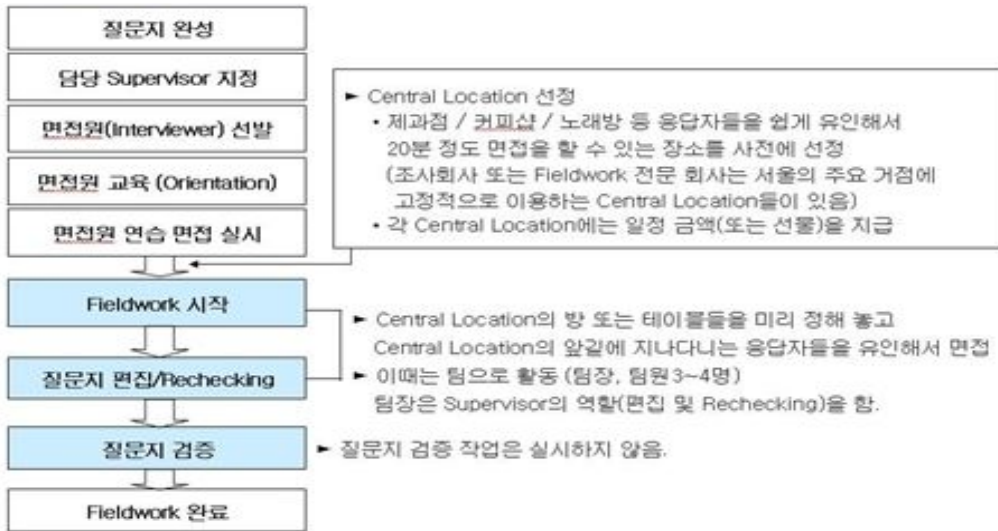 질문지 완성
담당 Supervisor 지정
면접원(Interviewer) 선발
면접원 교육 (Orientation)
면접원 연습 면접 실시
► Central Location 선정
• 제과점 / 커피샵 / 노래방 등 응답자들을 쉽게 유인해서
20분 정도 면접을 할 수 있는 장소를 사전에 선정
(조사회사 또는 Fieldwork 전문 회사는 서울의 주요 거점에
고정적으로 이용하는 Central Location들이 있음)
• 각 Central Location에는 일정 금액(또는 선물)을 지급
Fieldwork 시작
질문지 편집/Rechecking
► Central Location의 방 또는 테이블들을 미리 정해 놓고
Central Location의 앞길에 지나다니는 응답자들을 유인해서 면접
► 이때는 팀으로 활동 (팀장, 팀원 3~4명)
팀장은 Supervisor의 역할(편집 및 Rechecking)을 함.
질문지 검증
► 질문지 검증 작업은 실시하지 않음.
Fieldwork 완료